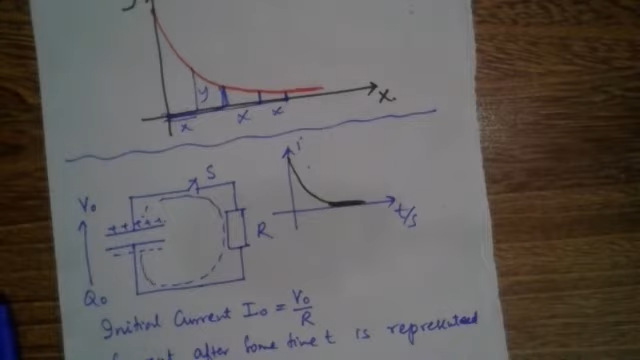 y
y
x x x
x
S
i
V₀
+ + + +
R
t/s
Q₀
Initial Current I₀ = V₀/R
after some time t is represented